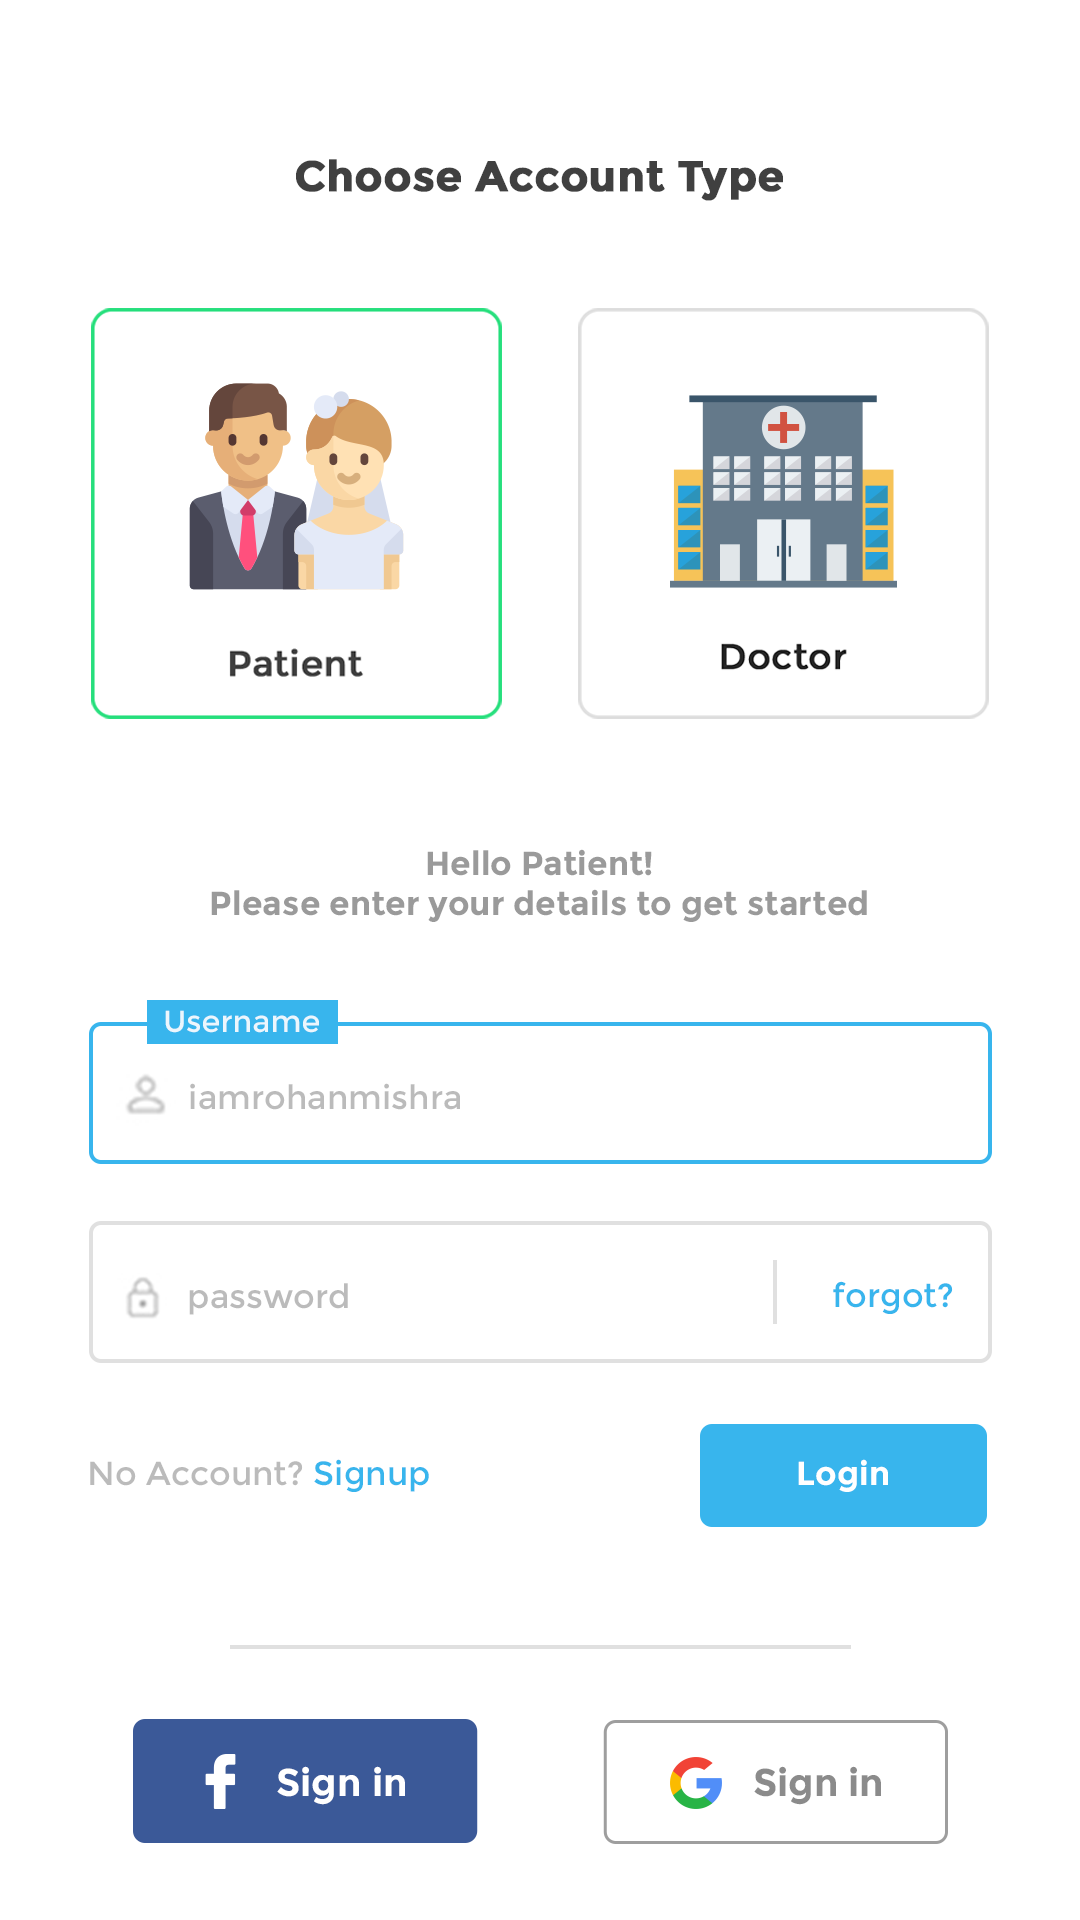 Choose Account Type
Patient
Doctor
Hello Patient!
Please enter your details to get started
Username
iamrohanmishra
password
forgot?
No Account? Signup
Login
Sign in
Sign in